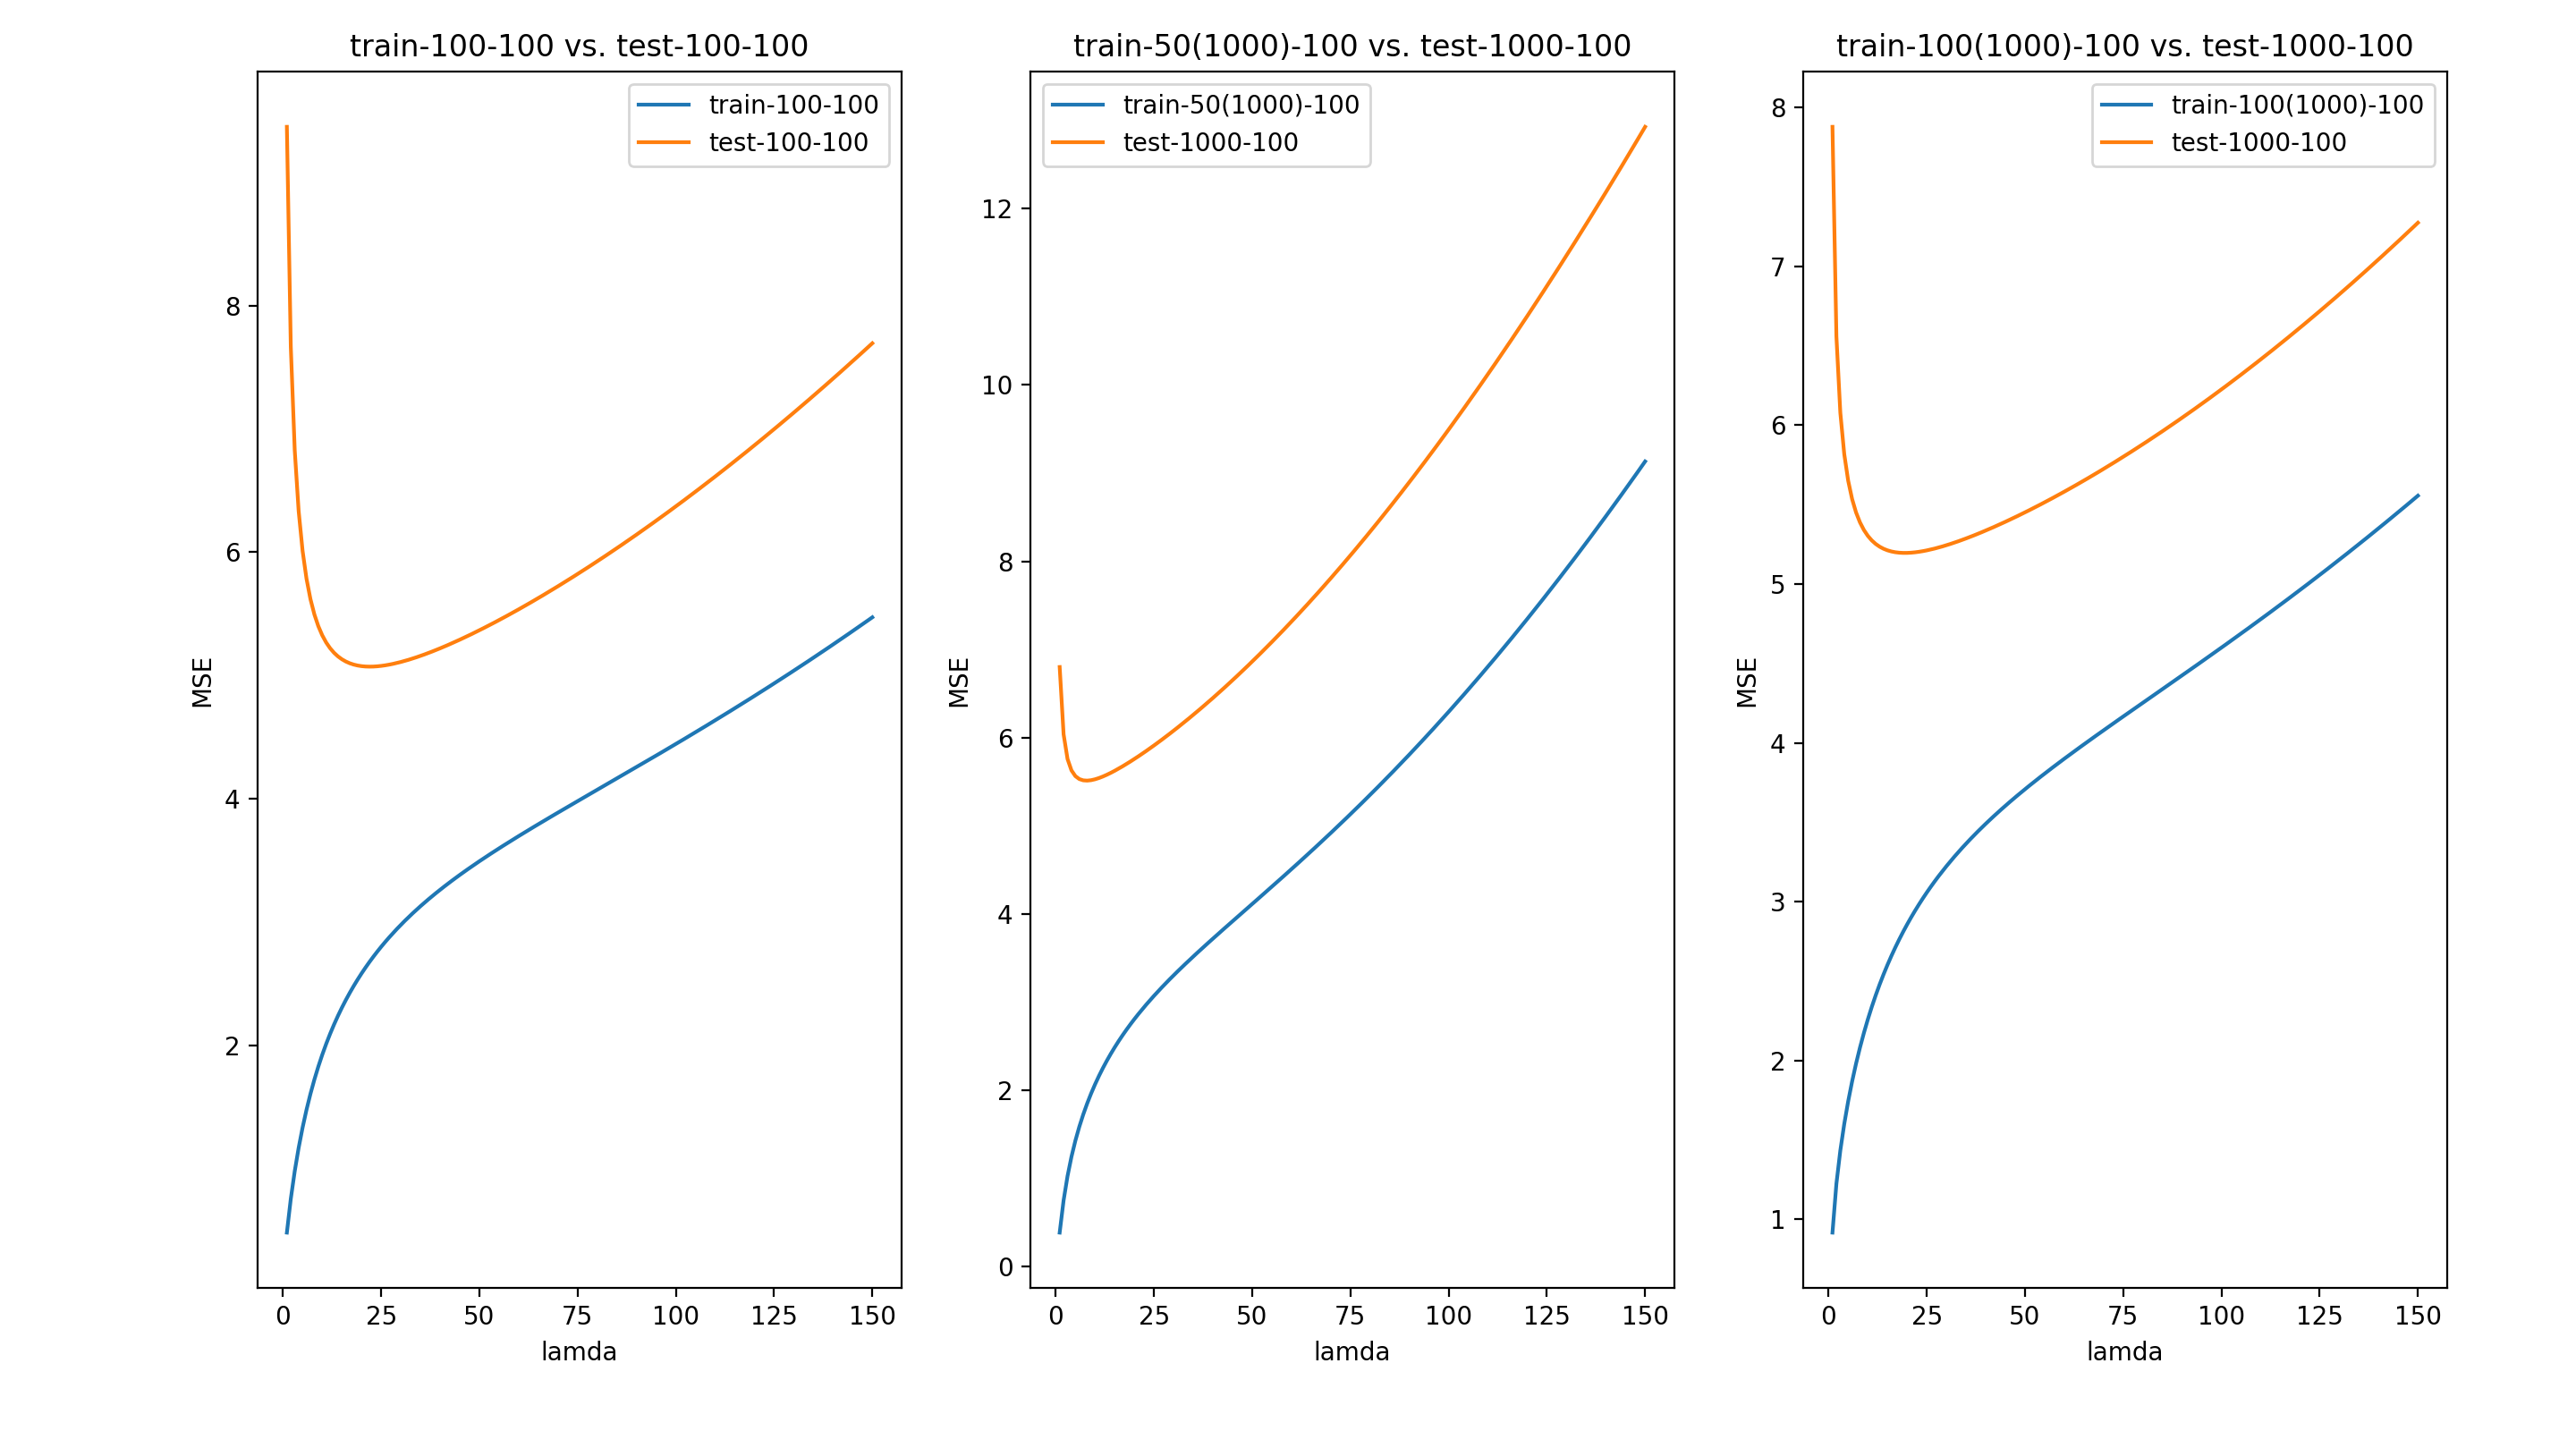 train-100-100 vs. test-100-100
train-100-100
test-100-100
8
6
4
2
MSE
0 25 50 75 100 125 150
lamda
train-50(1000)-100 vs. test-1000-100
train-50(1000)-100
test-1000-100
12
10
8
6
4
2
0
MSE
0 25 50 75 100 125 150
lamda
train-100(1000)-100 vs. test-1000-100
train-100(1000)-100
test-1000-100
8
7
6
5
4
3
2
1
MSE
0 25 50 75 100 125 150
lamda